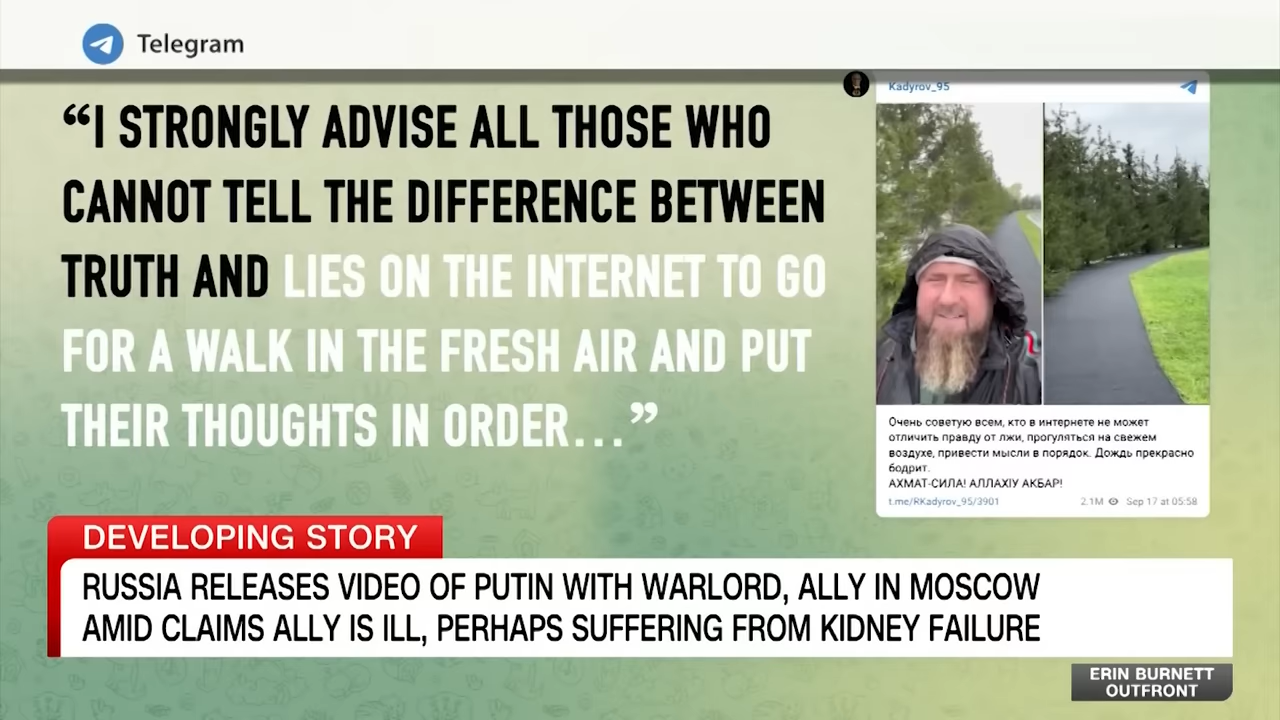 Telegram
“I STRONGLY ADVISE ALL THOSE WHO
CANNOT TELL THE DIFFERENCE BETWEEN
TRUTH AND LIES ON THE INTERNET TO GO
FOR A WALK IN THE FRESH AIR AND PUT
THEIR THOUGHTS IN ORDER...”
Kadyrov_95
Очень советую всем, кто в интернете не может
отличить правду от лжи, прогуляться на свежем
воздухе, привести мысли в порядок. Дождь прекрасно
бодрит.
АХМАТ-СИЛА! АЛЛАХІУ АКБАР!
t.me/RKadyrov_95/3901 2.1M Sep 17 at 05:58
DEVELOPING STORY
RUSSIA RELEASES VIDEO OF PUTIN WITH WARLORD, ALLY IN MOSCOW
AMID CLAIMS ALLY IS ILL, PERHAPS SUFFERING FROM KIDNEY FAILURE
ERIN BURNETT
OUTFRONT